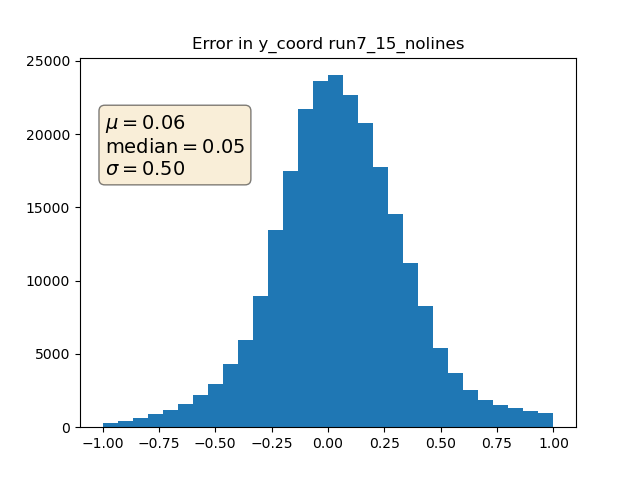 Error in y_coord run7_15_nolines
25000
20000
15000
10000
5000
0
μ = 0.06
median = 0.05
σ = 0.50
−1.00 −0.75 −0.50 −0.25 0.00 0.25 0.50 0.75 1.00